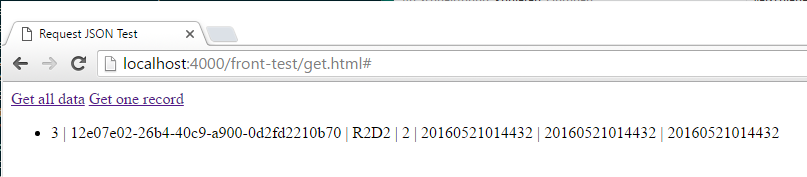 Request JSON Test
localhost:4000/front-test/get.html#
Get all data Get one record
3 | 12e07e02-26b4-40c9-a900-0d2fd2210b70 | R2D2 | 2 | 20160521014432 | 20160521014432 | 20160521014432